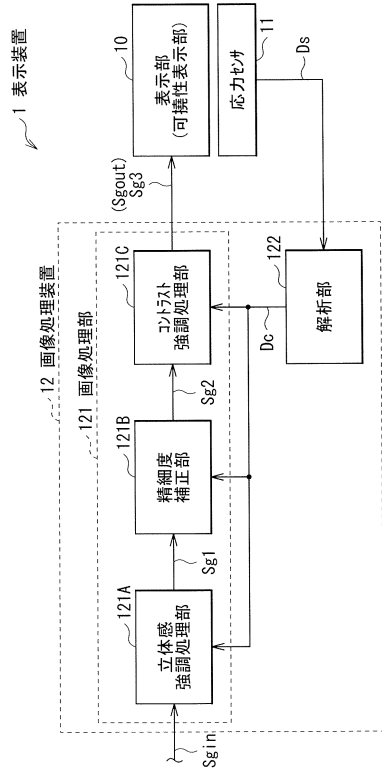 1 表示装置
12 画像処理装置
121 画像処理部
Sgin
121A
立体感
強調処理部
Sg1
121B
精細度
補正部
Sg2
121C
コントラスト
強調処理部
(Sgout)
Sg3
10
表示部
(可撓性表示部)
11
応力センサ
Ds
122
解析部
Dc